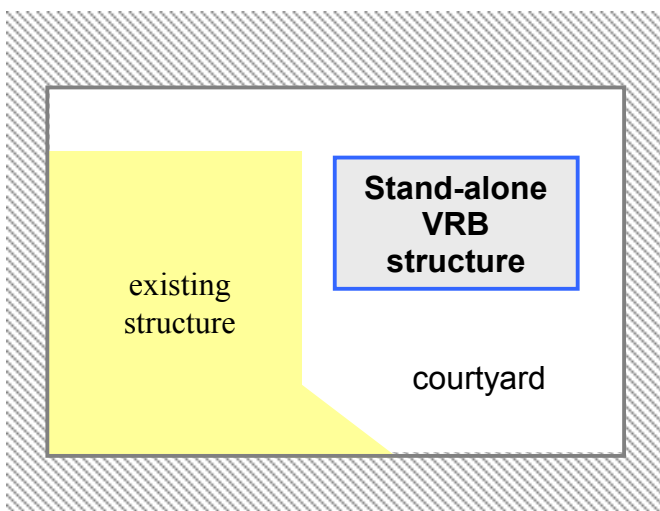 Stand-alone
VRB
structure
existing
structure
courtyard